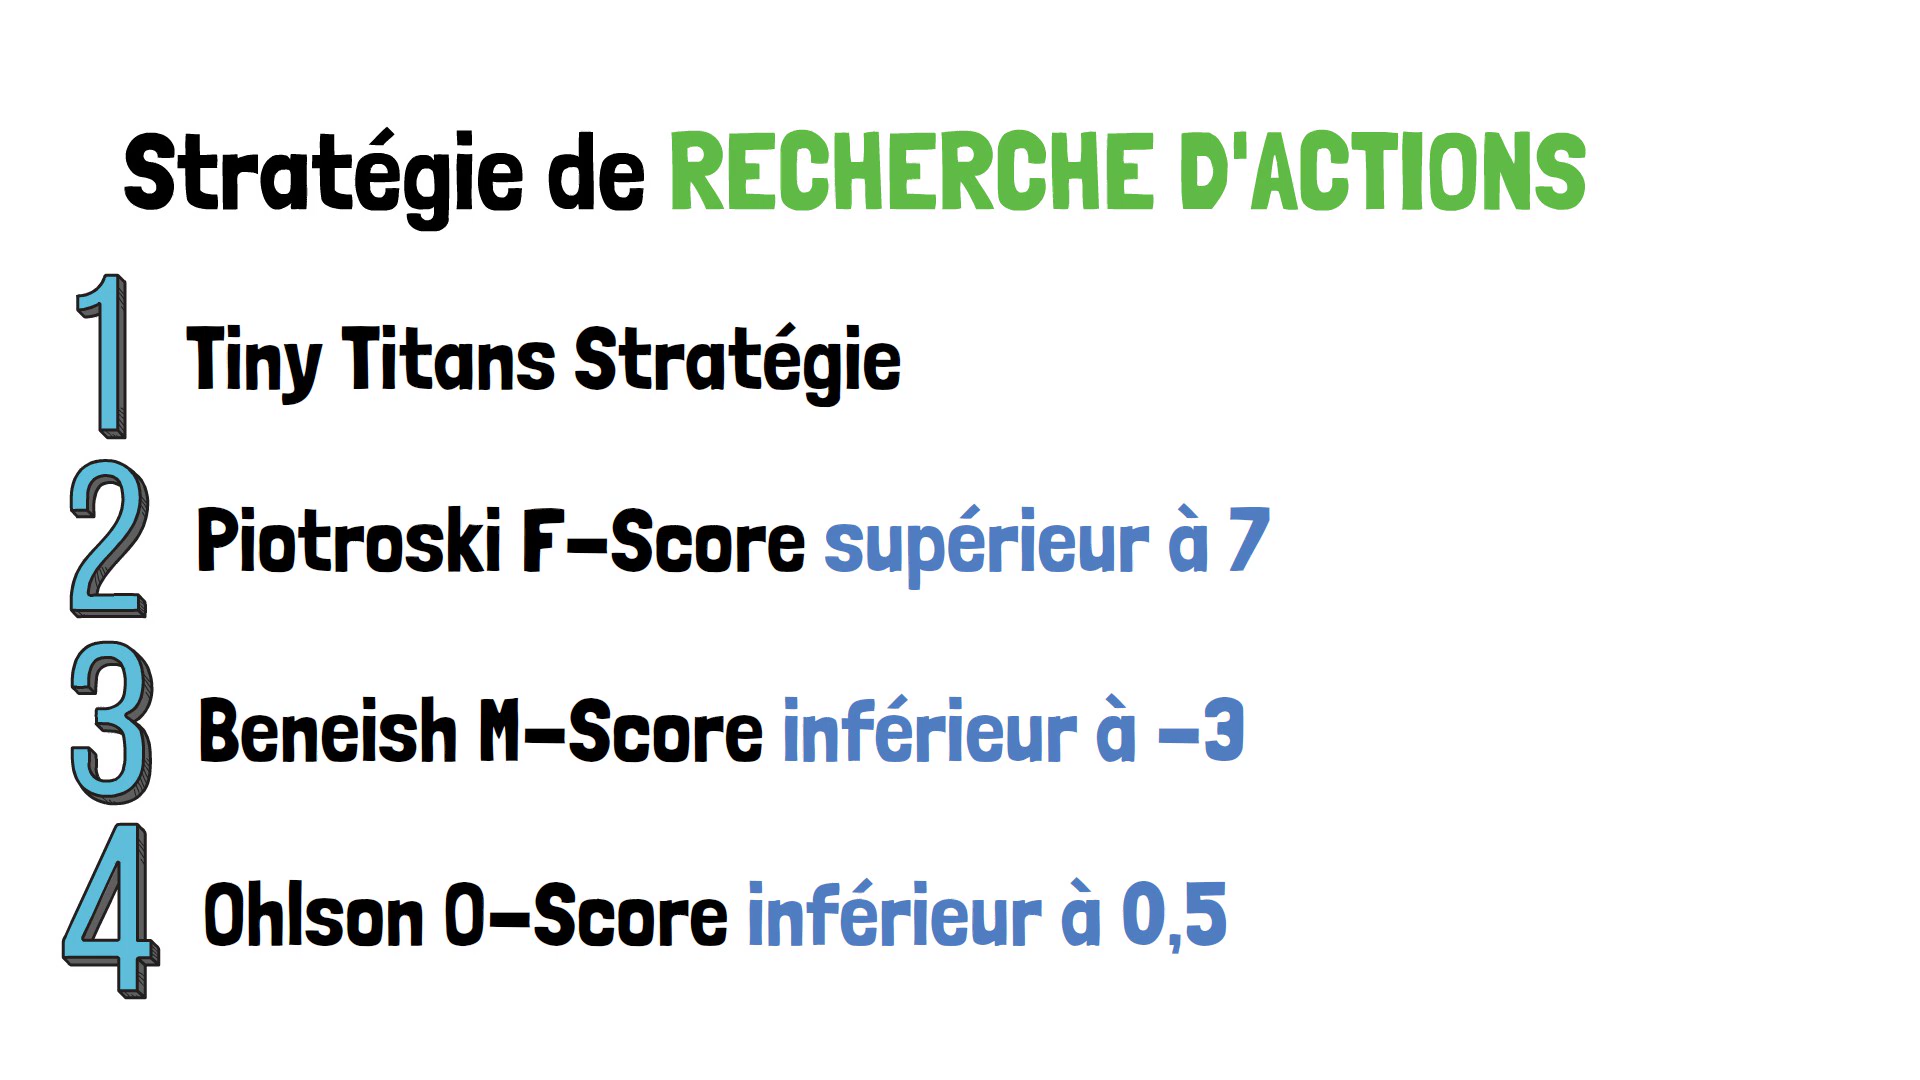 Stratégie de RECHERCHE D'ACTIONS
1 Tiny Titans Stratégie
2 Piotroski F-Score supérieur à 7
3 Beneish M-Score inférieur à -3
4 Ohlson O-Score inférieur à 0,5